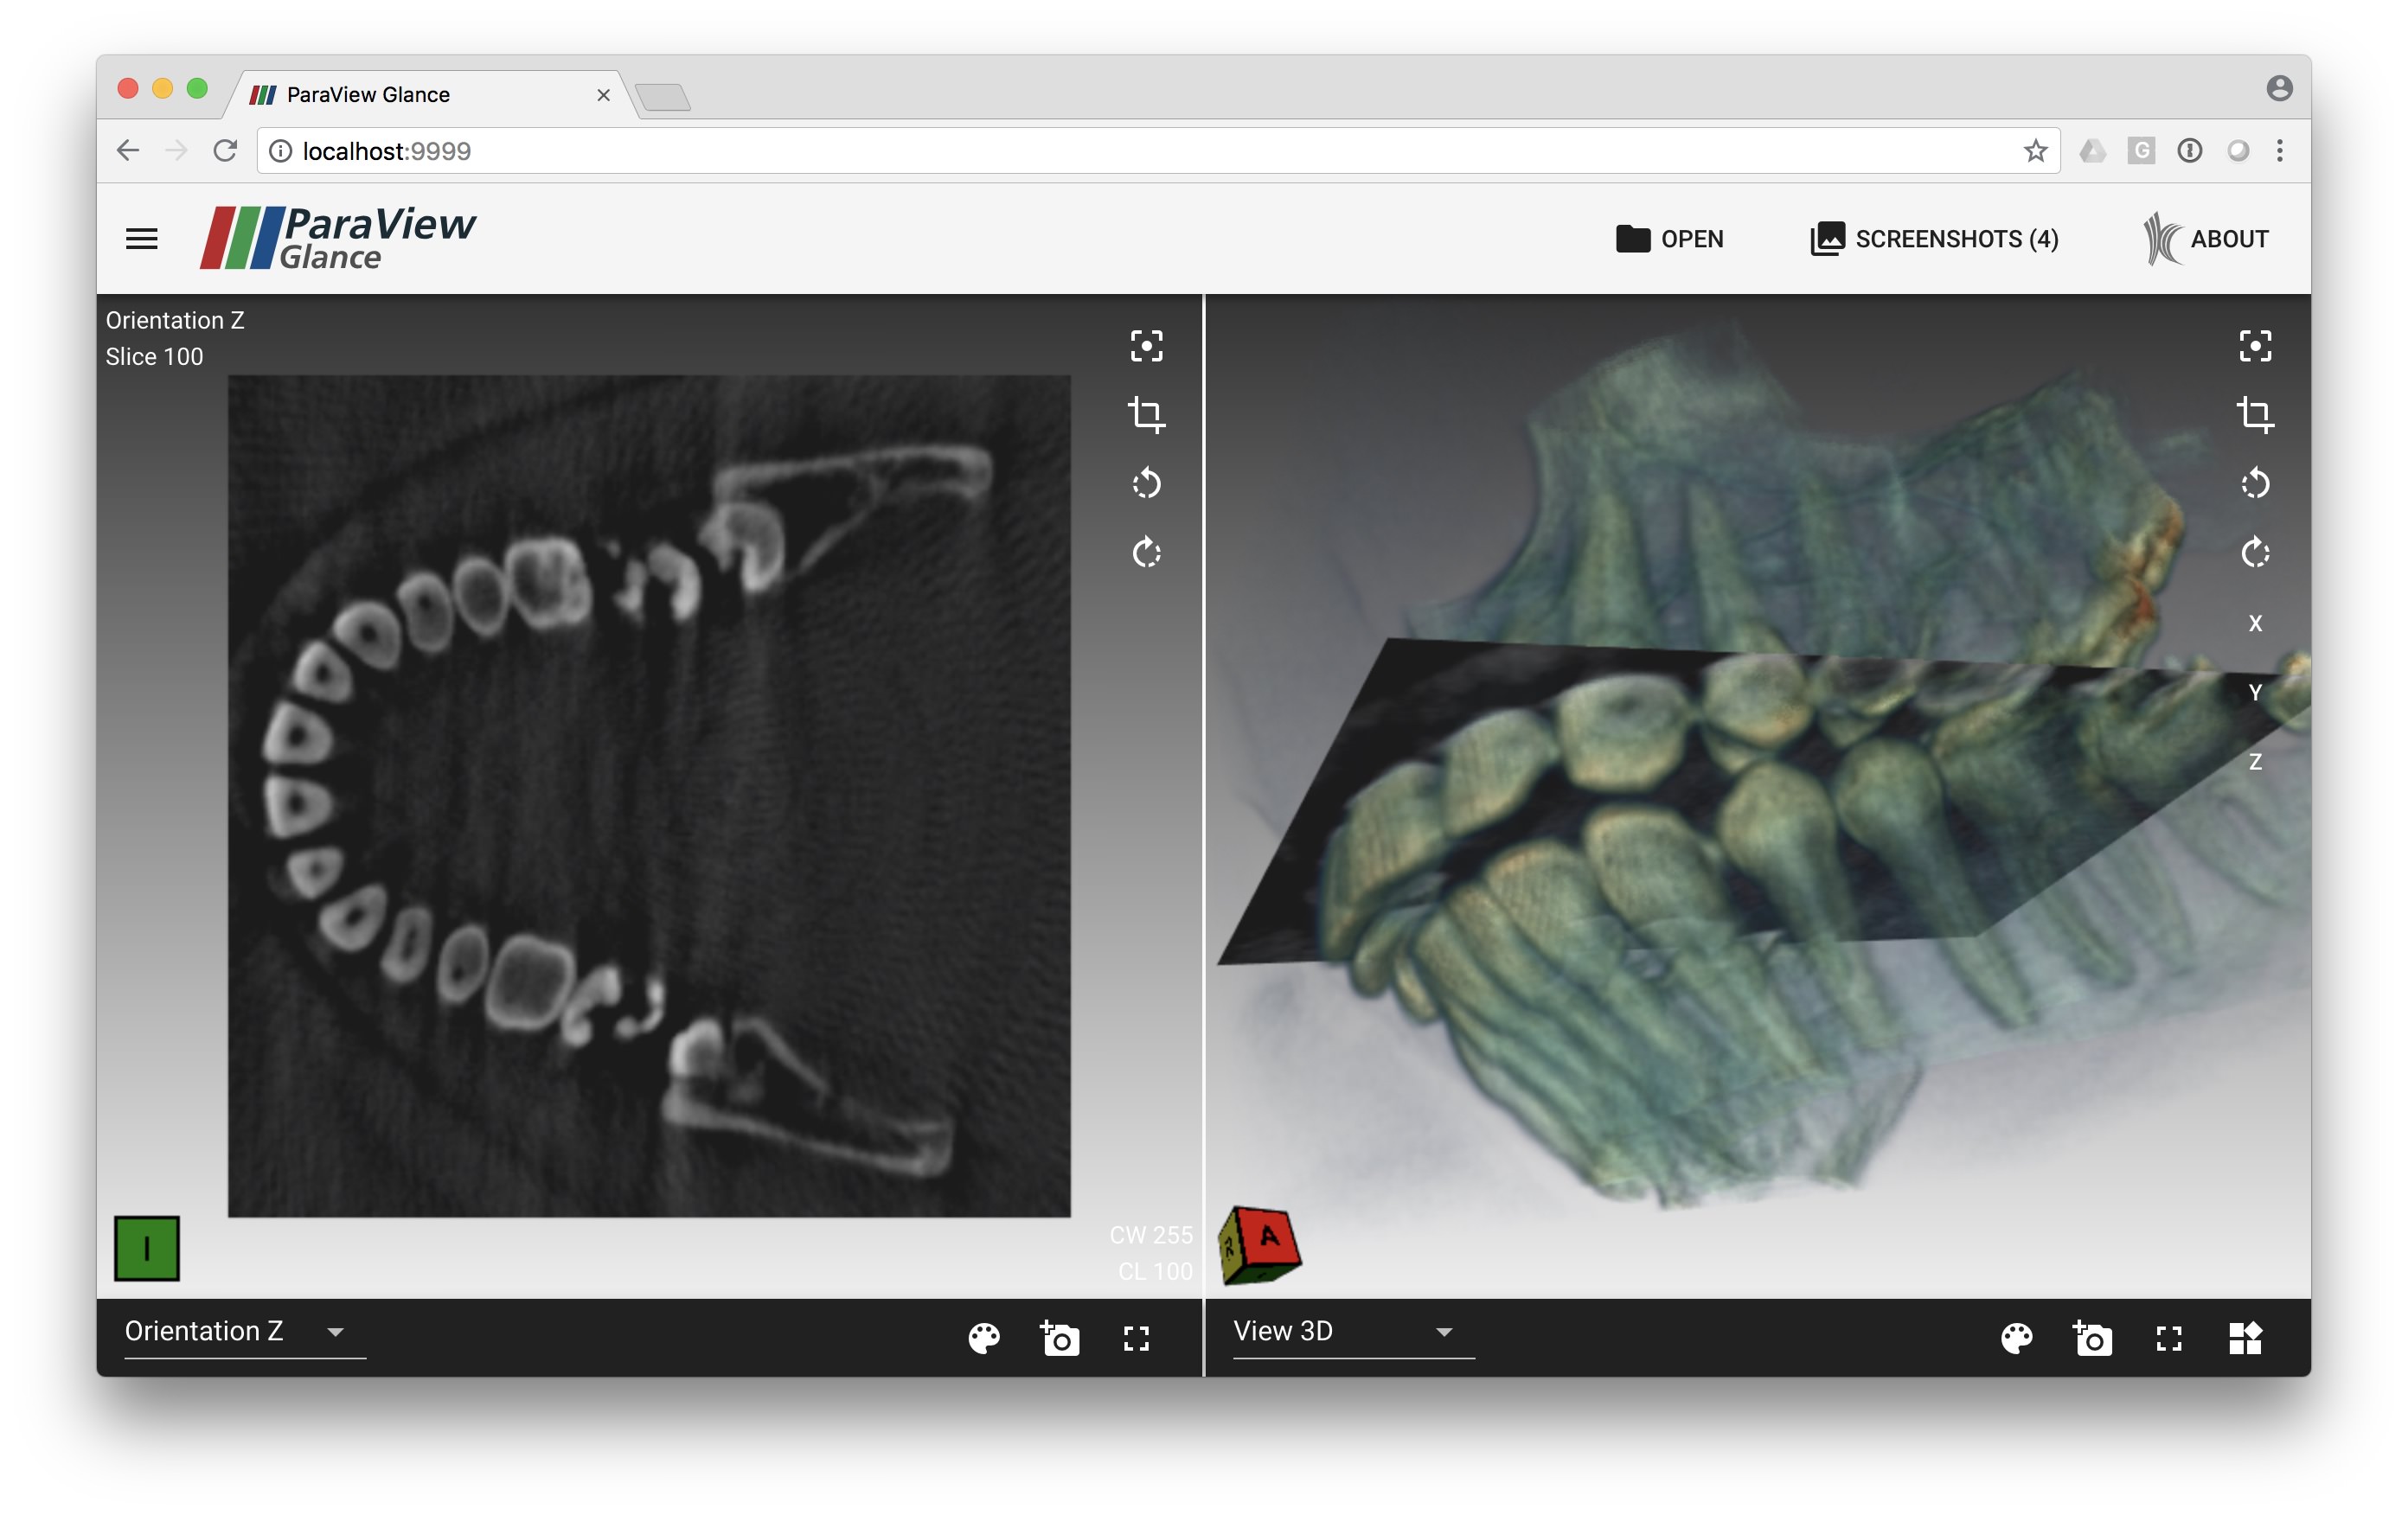 ParaView Glance
localhost:9999
ParaView
Glance
OPEN
SCREENSHOTS (4)
ABOUT
Orientation Z
Slice 100
I
CW 255
CL 100
Orientation Z
X
Y
Z
A
R
View 3D